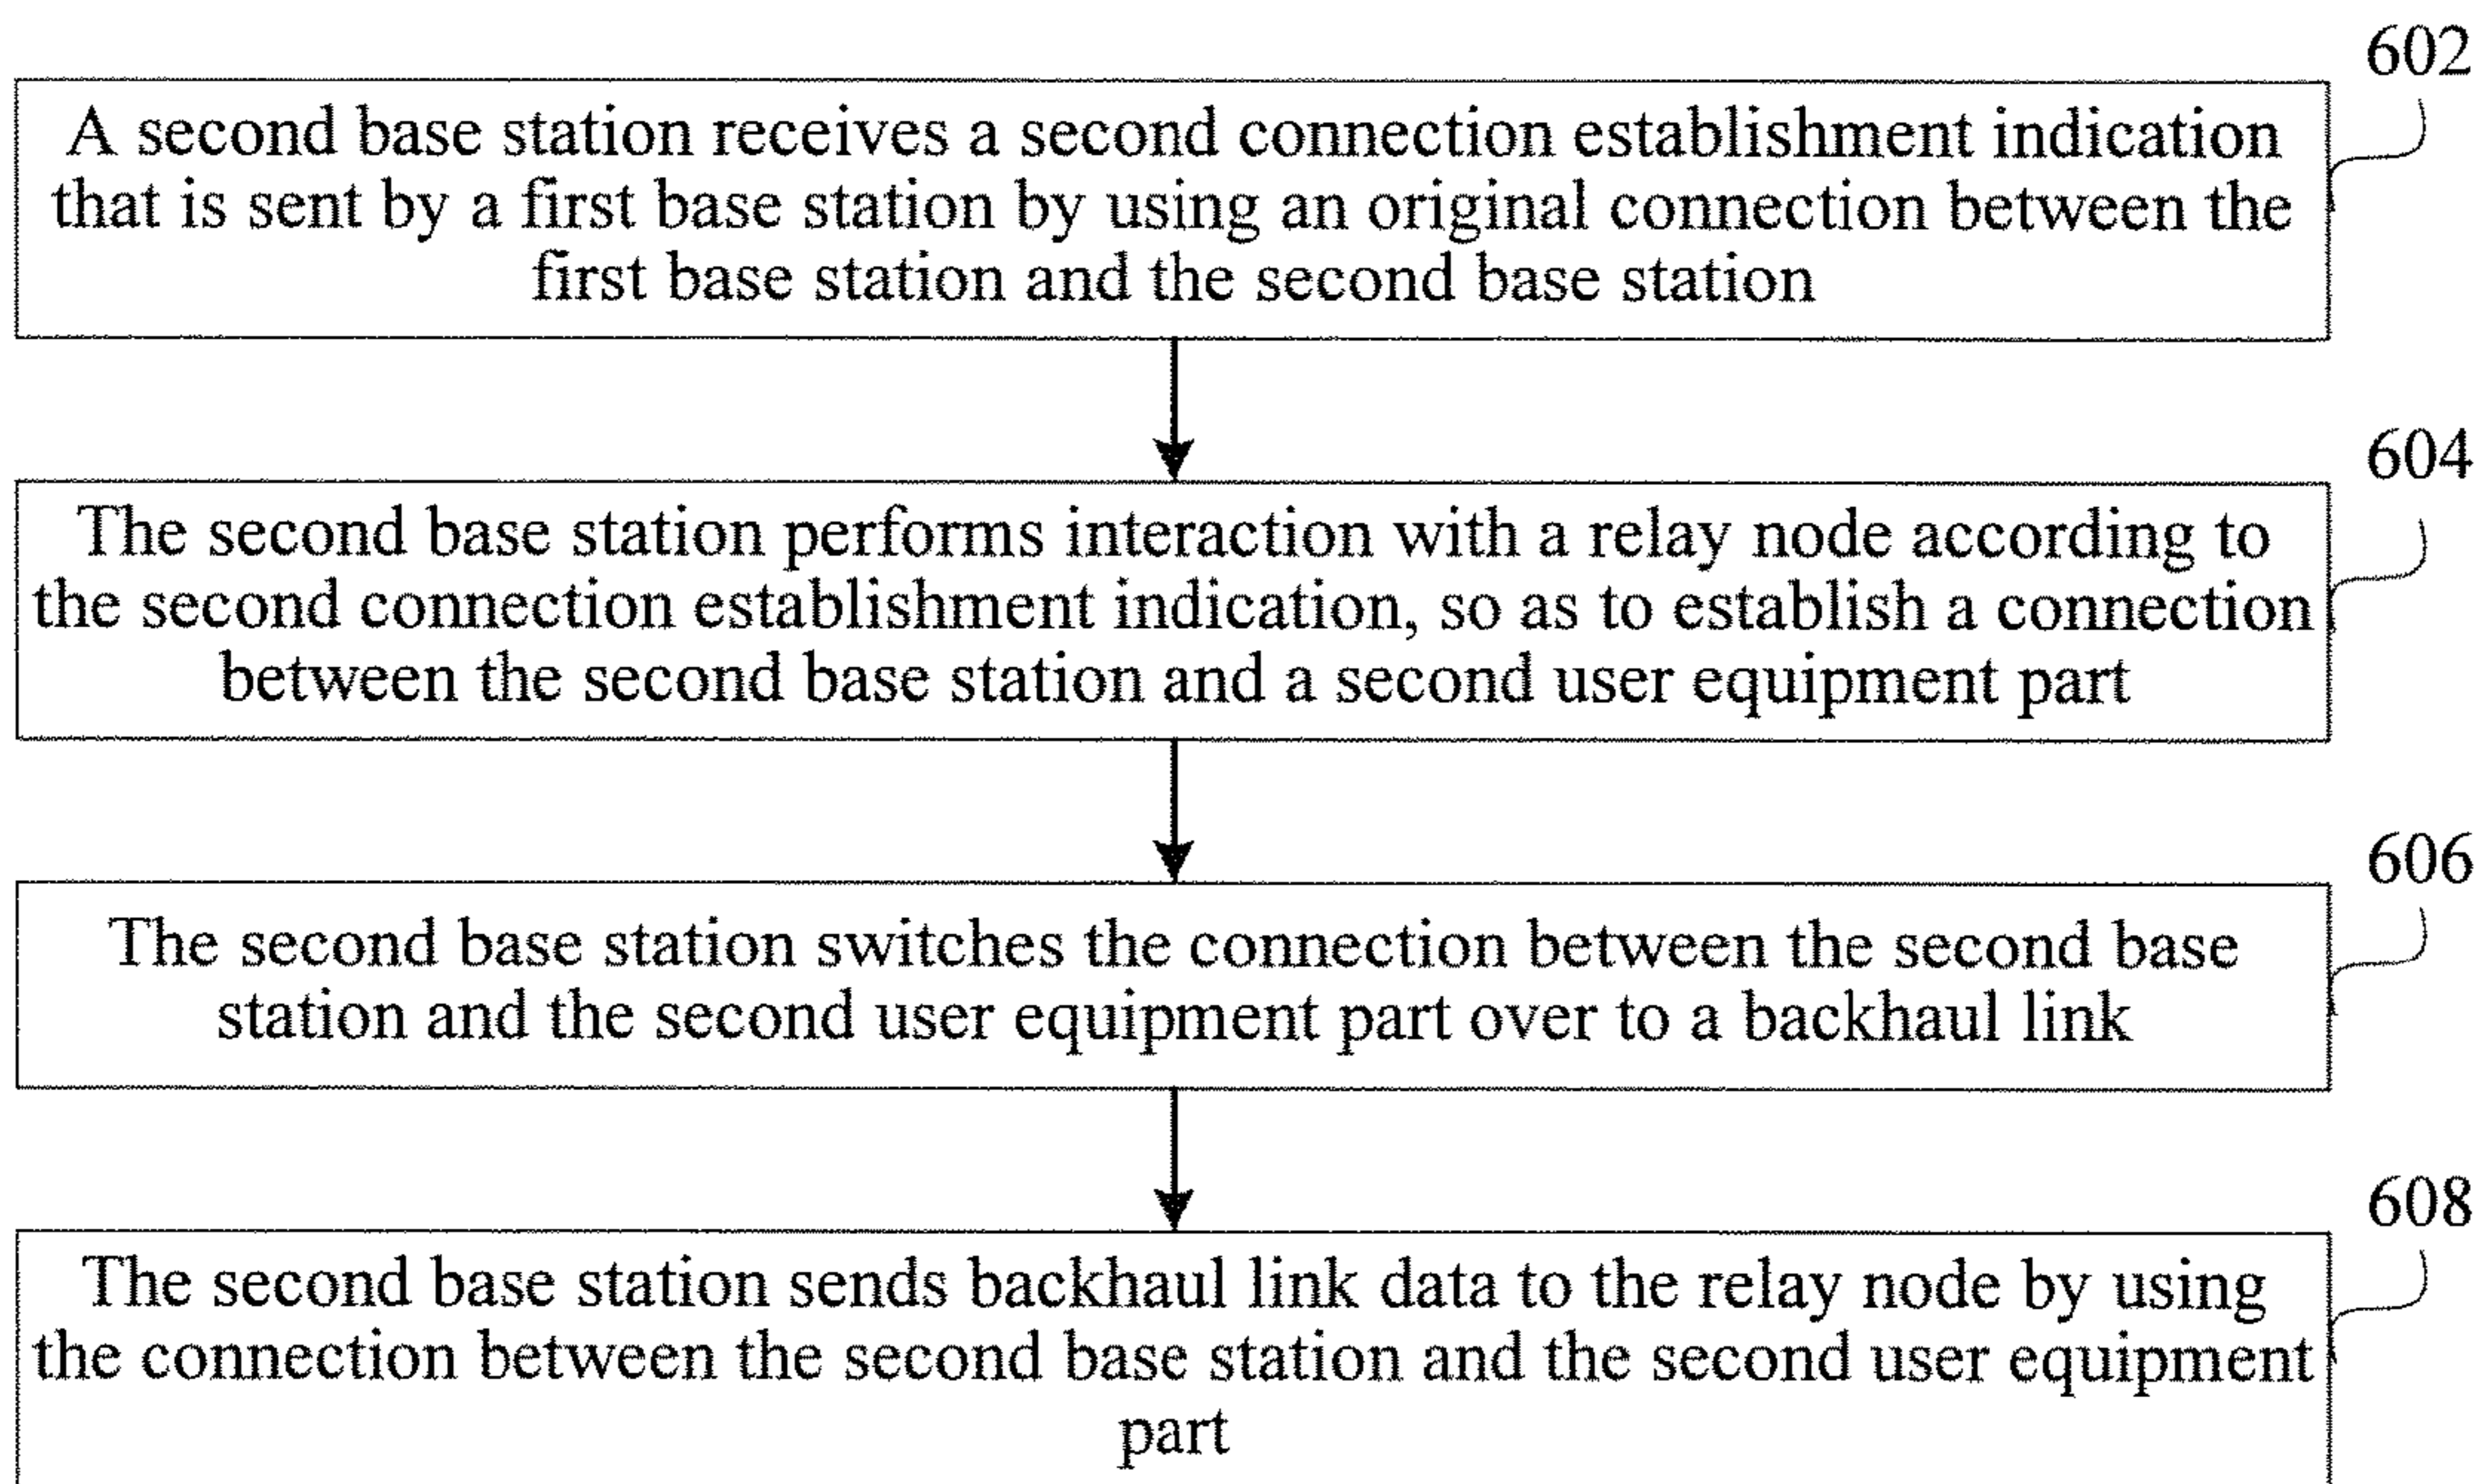 602
A second base station receives a second connection establishment indication
that is sent by a first base station by using an original connection between the
first base station and the second base station
604
The second base station performs interaction with a relay node according to
the second connection establishment indication, so as to establish a connection
between the second base station and a second user equipment part
606
The second base station switches the connection between the second base
station and the second user equipment part over to a backhaul link
608
The second base station sends backhaul link data to the relay node by using
the connection between the second base station and the second user equipment
part